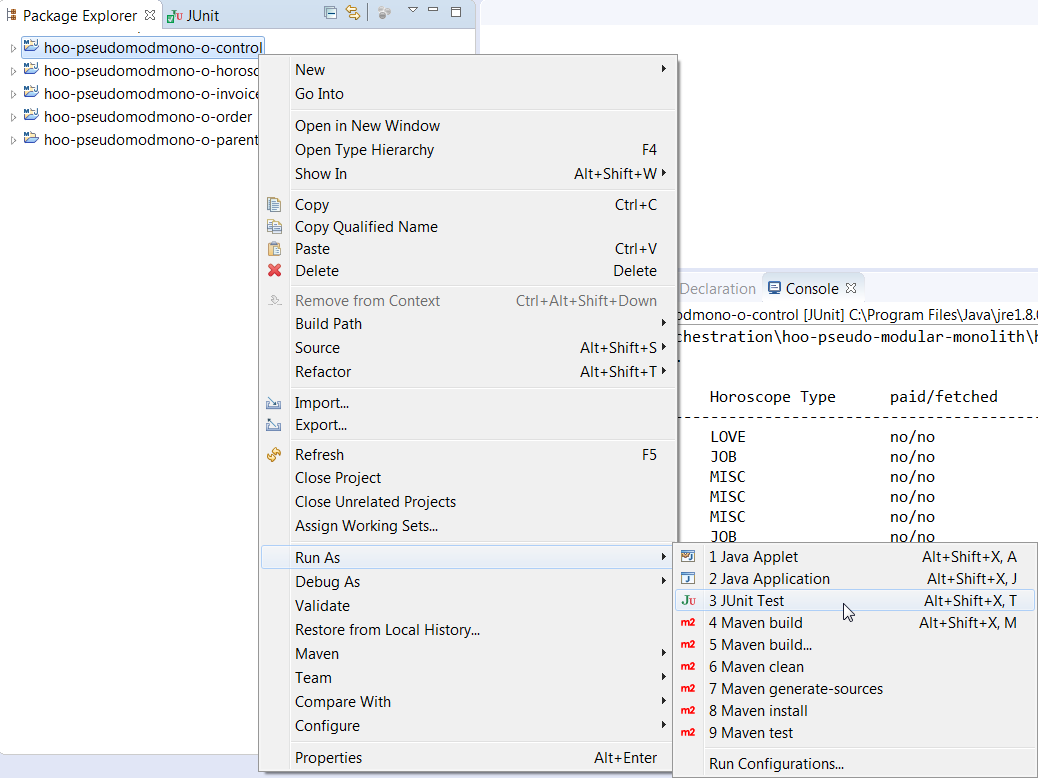 Package Explorer
JUnit
hoo-pseudomodmono-o-control
hoo-pseudomodmono-o-horosc
hoo-pseudomodmono-o-invoice
hoo-pseudomodmono-o-order
hoo-pseudomodmono-o-parent
New
Go Into
Open in New Window
Open Type Hierarchy F4
Show In Alt+Shift+W
Copy Ctrl+C
Copy Qualified Name
Paste Ctrl+V
Delete Delete
Remove from Context Ctrl+Alt+Shift+Down
Build Path
Source Alt+Shift+S
Refactor Alt+Shift+T
Import...
Export...
Refresh F5
Close Project
Close Unrelated Projects
Assign Working Sets...
Run As
Debug As
Validate
Restore from Local History...
Maven
Team
Compare With
Configure
Properties Alt+Enter
Declaration
Console
odmono-o-control [JUnit] C:\Program Files\Java\jre1.8.0
chestration\hoo-pseudo-modular-monolith\h
Horoscope Type paid/fetched
LOVE no/no
JOB no/no
MISC no/no
MISC no/no
MISC no/no
JOB no/no
1 Java Applet Alt+Shift+X, A
2 Java Application Alt+Shift+X, J
Ju 3 JUnit Test Alt+Shift+X, T
m2 4 Maven build Alt+Shift+X, M
m2 5 Maven build...
m2 6 Maven clean
m2 7 Maven generate-sources
m2 8 Maven install
m2 9 Maven test
Run Configurations...